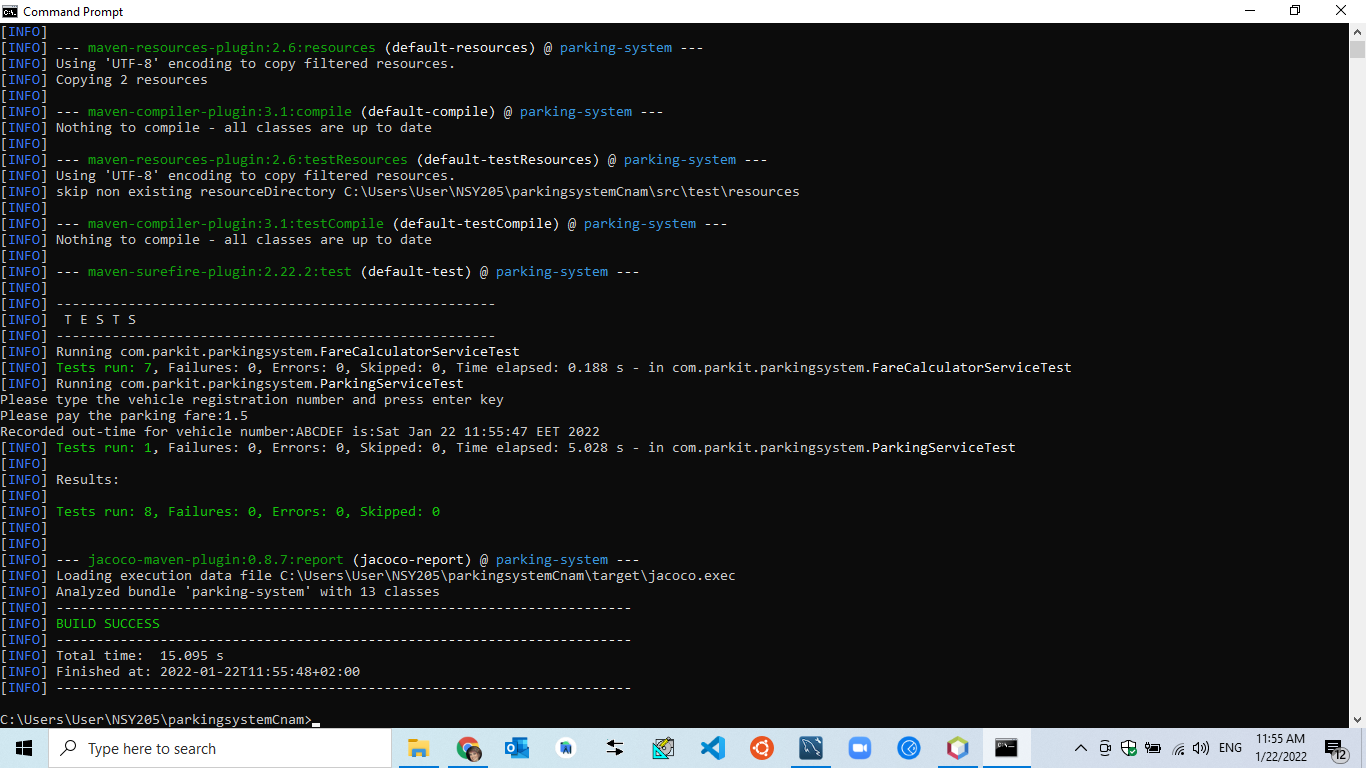 Command Prompt
[INFO]
[INFO] --- maven-resources-plugin:2.6:resources (default-resources) @ parking-system ---
[INFO] Using 'UTF-8' encoding to copy filtered resources.
[INFO] Copying 2 resources
[INFO]
[INFO] --- maven-compiler-plugin:3.1:compile (default-compile) @ parking-system ---
[INFO] Nothing to compile - all classes are up to date
[INFO]
[INFO] --- maven-resources-plugin:2.6:testResources (default-testResources) @ parking-system ---
[INFO] Using 'UTF-8' encoding to copy filtered resources.
[INFO] skip non existing resourceDirectory C:\Users\User\NSY205\parkingsystemCnam\src\test\resources
[INFO]
[INFO] --- maven-compiler-plugin:3.1:testCompile (default-testCompile) @ parking-system ---
[INFO] Nothing to compile - all classes are up to date
[INFO]
[INFO] --- maven-surefire-plugin:2.22.2:test (default-test) @ parking-system ---
[INFO]
[INFO] -------------------------------------------------------
[INFO]  T E S T S
[INFO] -------------------------------------------------------
[INFO] Running com.parkit.parkingsystem.FareCalculatorServiceTest
[INFO] Tests run: 7, Failures: 0, Errors: 0, Skipped: 0, Time elapsed: 0.188 s - in com.parkit.parkingsystem.FareCalculatorServiceTest
[INFO] Running com.parkit.parkingsystem.ParkingServiceTest
Please type the vehicle registration number and press enter key
Please pay the parking fare:1.5
Recorded out-time for vehicle number:ABCDEF is:Sat Jan 22 11:55:47 EET 2022
[INFO] Tests run: 1, Failures: 0, Errors: 0, Skipped: 0, Time elapsed: 5.028 s - in com.parkit.parkingsystem.ParkingServiceTest
[INFO]
[INFO] Results:
[INFO]
[INFO] Tests run: 8, Failures: 0, Errors: 0, Skipped: 0
[INFO]
[INFO]
[INFO] --- jacoco-maven-plugin:0.8.7:report (jacoco-report) @ parking-system ---
[INFO] Loading execution data file C:\Users\User\NSY205\parkingsystemCnam\target\jacoco.exec
[INFO] Analyzed bundle 'parking-system' with 13 classes
[INFO] ------------------------------------------------------------------------
[INFO] BUILD SUCCESS
[INFO] ------------------------------------------------------------------------
[INFO] Total time:  15.095 s
[INFO] Finished at: 2022-01-22T11:55:48+02:00
[INFO] ------------------------------------------------------------------------
C:\Users\User\NSY205\parkingsystemCnam>
Type here to search
ENG
11:55 AM
1/22/2022
12